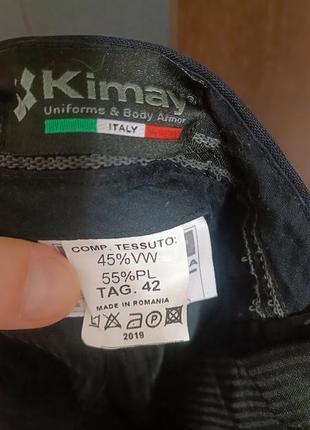 Kimay
Uniforms & Body Armor
ITALY
COMP. TESSUTO:
45%VW
55%PL
TAG. 42
MADE IN ROMANIA
2019